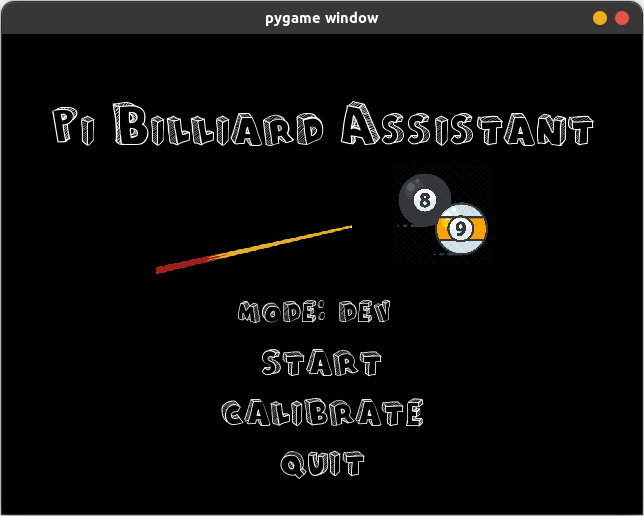 pygame window
Pi Billiard Assistant
8
9
MODE: DEV
START
CALIBRATE
QUIT